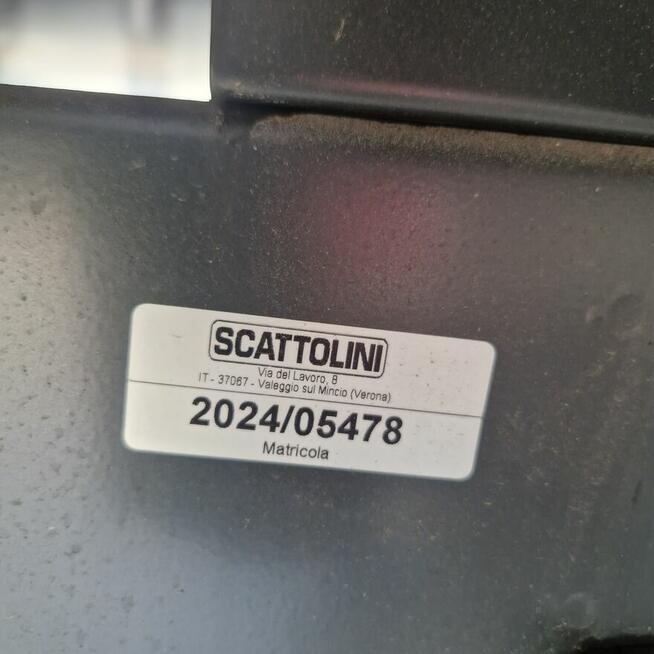 SCATTOLINI
Via del Lavoro, 8
IT - 37067 - Valeggio sul Mincio (Verona)
2024/05478
Matricola